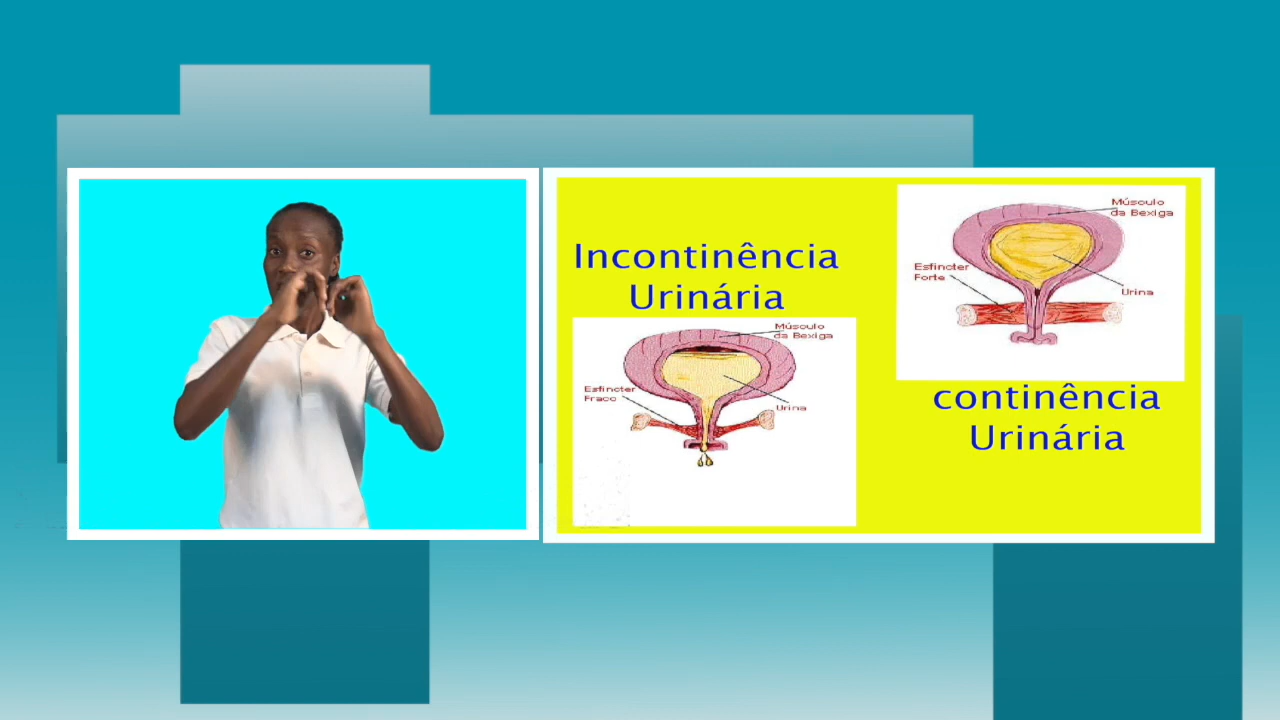 Incontinência
Urinária
Músculo
da Bexiga
Esfincter
Fraco
Urina
Músculo
da Bexiga
Esfincter
Forte
Urina
continência
Urinária